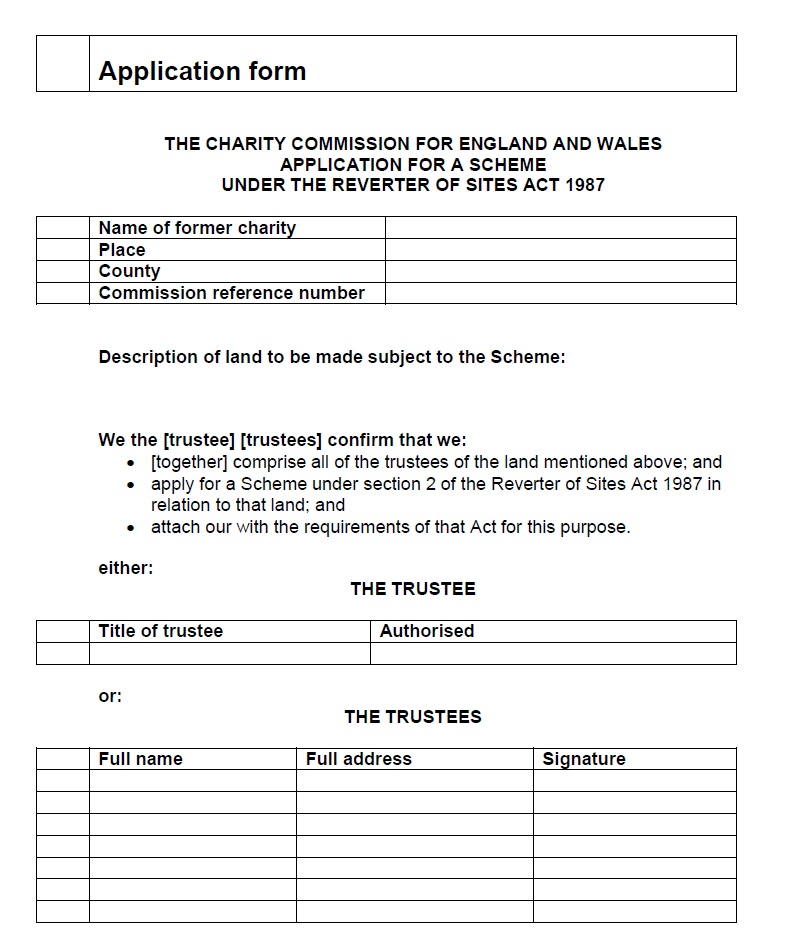 Application form
THE CHARITY COMMISSION FOR ENGLAND AND WALES
APPLICATION FOR A SCHEME
UNDER THE REVERTER OF SITES ACT 1987
Name of former charity
Place
County
Commission reference number
Description of land to be made subject to the Scheme:
We the [trustee] [trustees] confirm that we:
• [together] comprise all of the trustees of the land mentioned above; and
• apply for a Scheme under section 2 of the Reverter of Sites Act 1987 in
relation to that land; and
• attach our with the requirements of that Act for this purpose.
either:
THE TRUSTEE
Title of trustee Authorised
or:
THE TRUSTEES
Full name Full address Signature